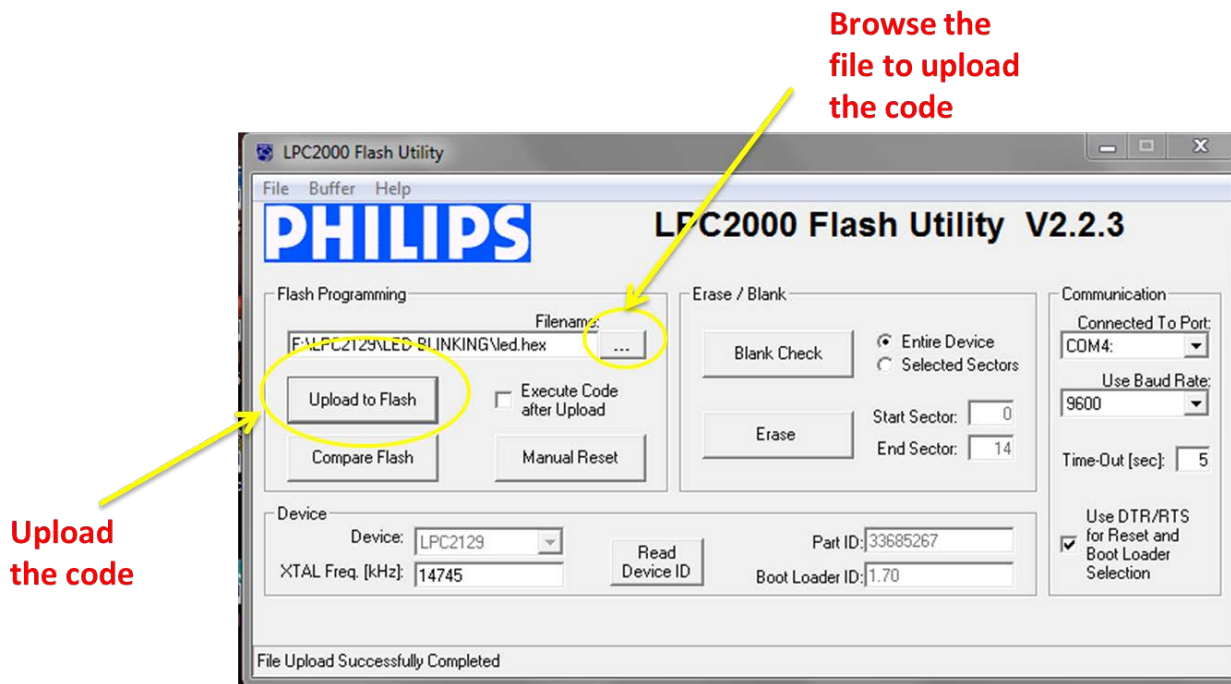 Browse the
file to upload
the code
LPC2000 Flash Utility
File Buffer Help
PHILIPS
LPC2000 Flash Utility V2.2.3
Flash Programming
Filename:
F:\LPC2129\LED BLINKING\led.hex
...
Upload to Flash
Execute Code
after Upload
Compare Flash
Manual Reset
Erase / Blank
Blank Check
Entire Device
Selected Sectors
Erase
Start Sector: 0
End Sector: 14
Communication
Connected To Port:
COM4:
Use Baud Rate:
9600
Time-Out [sec]: 5
Use DTR/RTS
for Reset and
Boot Loader
Selection
Upload
the code
Device
Device: LPC2129
XTAL Freq. [kHz]: 14745
Read
Device ID
Part ID: 33685267
Boot Loader ID: 1.70
File Upload Successfully Completed